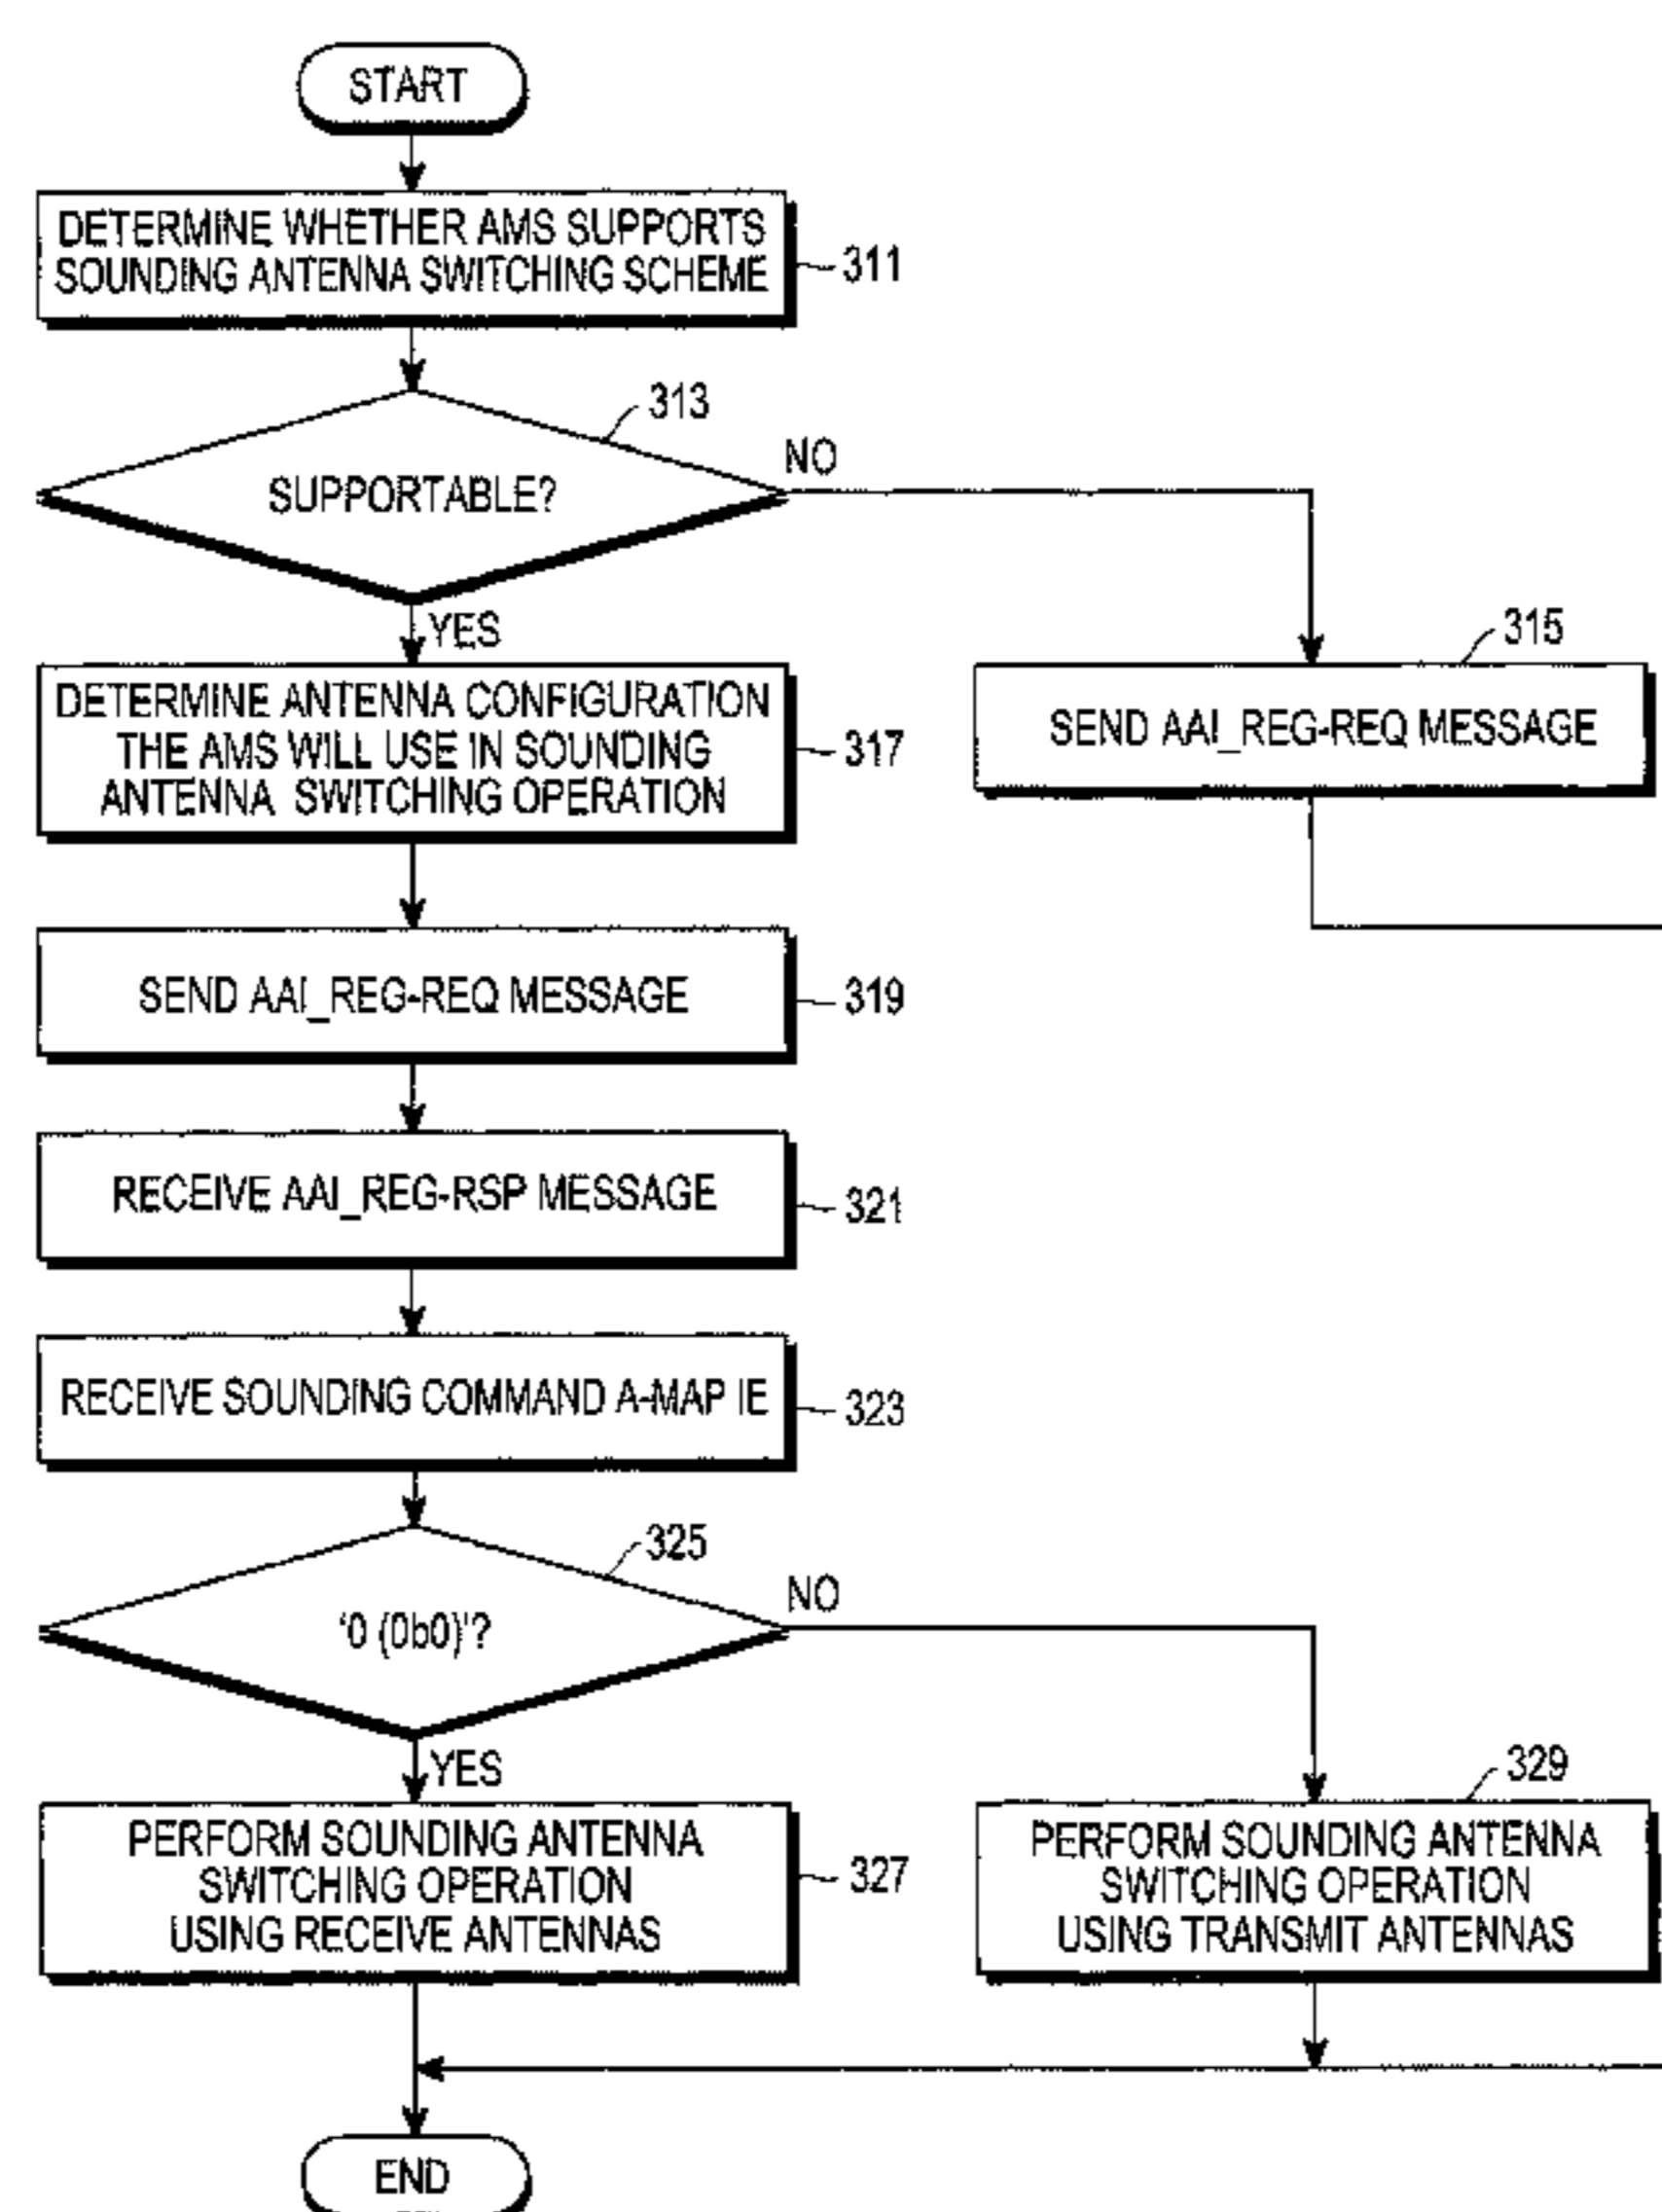 START
DETERMINE WHETHER AMS SUPPORTS
SOUNDING ANTENNA SWITCHING SCHEME
311
313
SUPPORTABLE?
NO
YES
315
SEND AAI_REG-REQ MESSAGE
DETERMINE ANTENNA CONFIGURATION
THE AMS WILL USE IN SOUNDING
ANTENNA SWITCHING OPERATION
317
SEND AAI_REG-REQ MESSAGE
319
RECEIVE AAI_REG-RSP MESSAGE
321
RECEIVE SOUNDING COMMAND A-MAP IE
323
325
'0 (0b0)'?
NO
YES
PERFORM SOUNDING ANTENNA
SWITCHING OPERATION
USING RECEIVE ANTENNAS
327
329
PERFORM SOUNDING ANTENNA
SWITCHING OPERATION
USING TRANSMIT ANTENNAS
END